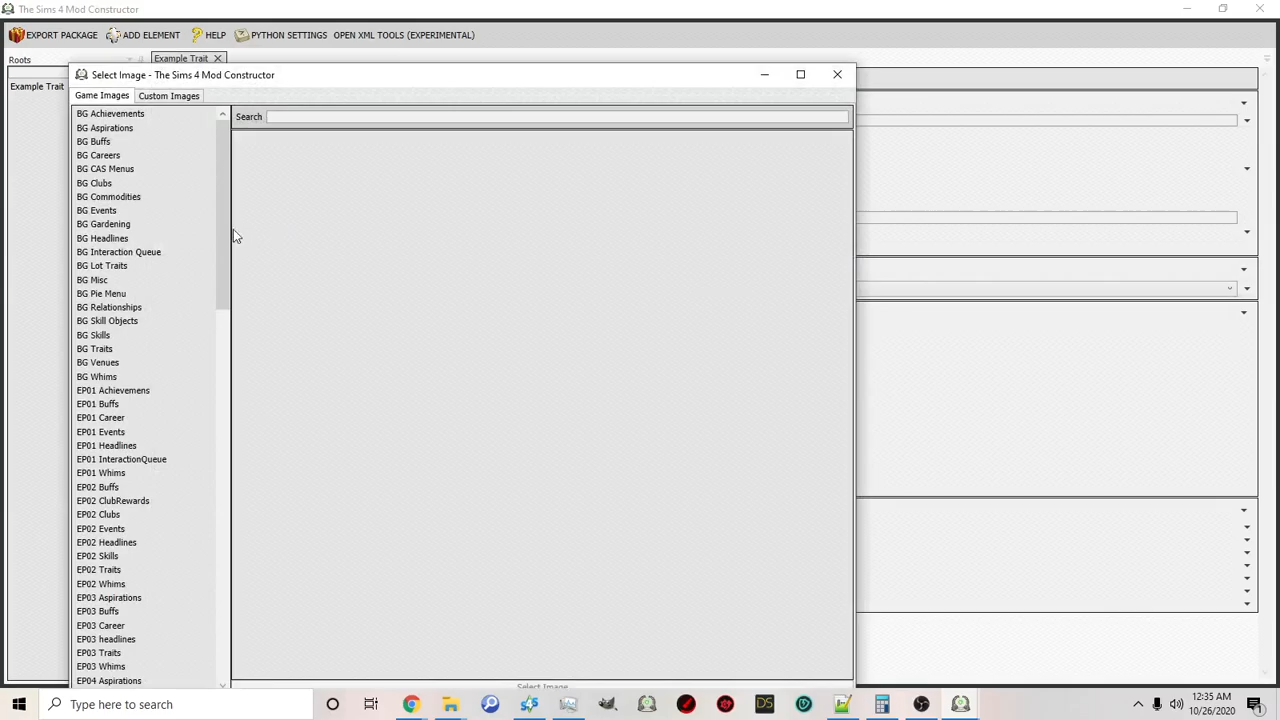 The Sims 4 Mod Constructor
EXPORT PACKAGE
ADD ELEMENT
HELP
PYTHON SETTINGS
OPEN XML TOOLS (EXPERIMENTAL)
Roots
Example Trait
Example Trait
Select Image - The Sims 4 Mod Constructor
Game Images
Custom Images
Search
BG Achievements
BG Aspirations
BG Buffs
BG Careers
BG CAS Menus
BG Clubs
BG Commodities
BG Events
BG Gardening
BG Headlines
BG Interaction Queue
BG Lot Traits
BG Misc
BG Pie Menu
BG Relationships
BG Skill Objects
BG Skills
BG Traits
BG Venues
BG Whims
EP01 Achievemens
EP01 Buffs
EP01 Career
EP01 Events
EP01 Headlines
EP01 InteractionQueue
EP01 Whims
EP02 Buffs
EP02 ClubRewards
EP02 Clubs
EP02 Events
EP02 Headlines
EP02 Skills
EP02 Traits
EP02 Whims
EP03 Aspirations
EP03 Buffs
EP03 Career
EP03 headlines
EP03 Traits
EP03 Whims
EP04 Aspirations
Select Image
Type here to search
DS
12:35 AM
10/26/2020
1